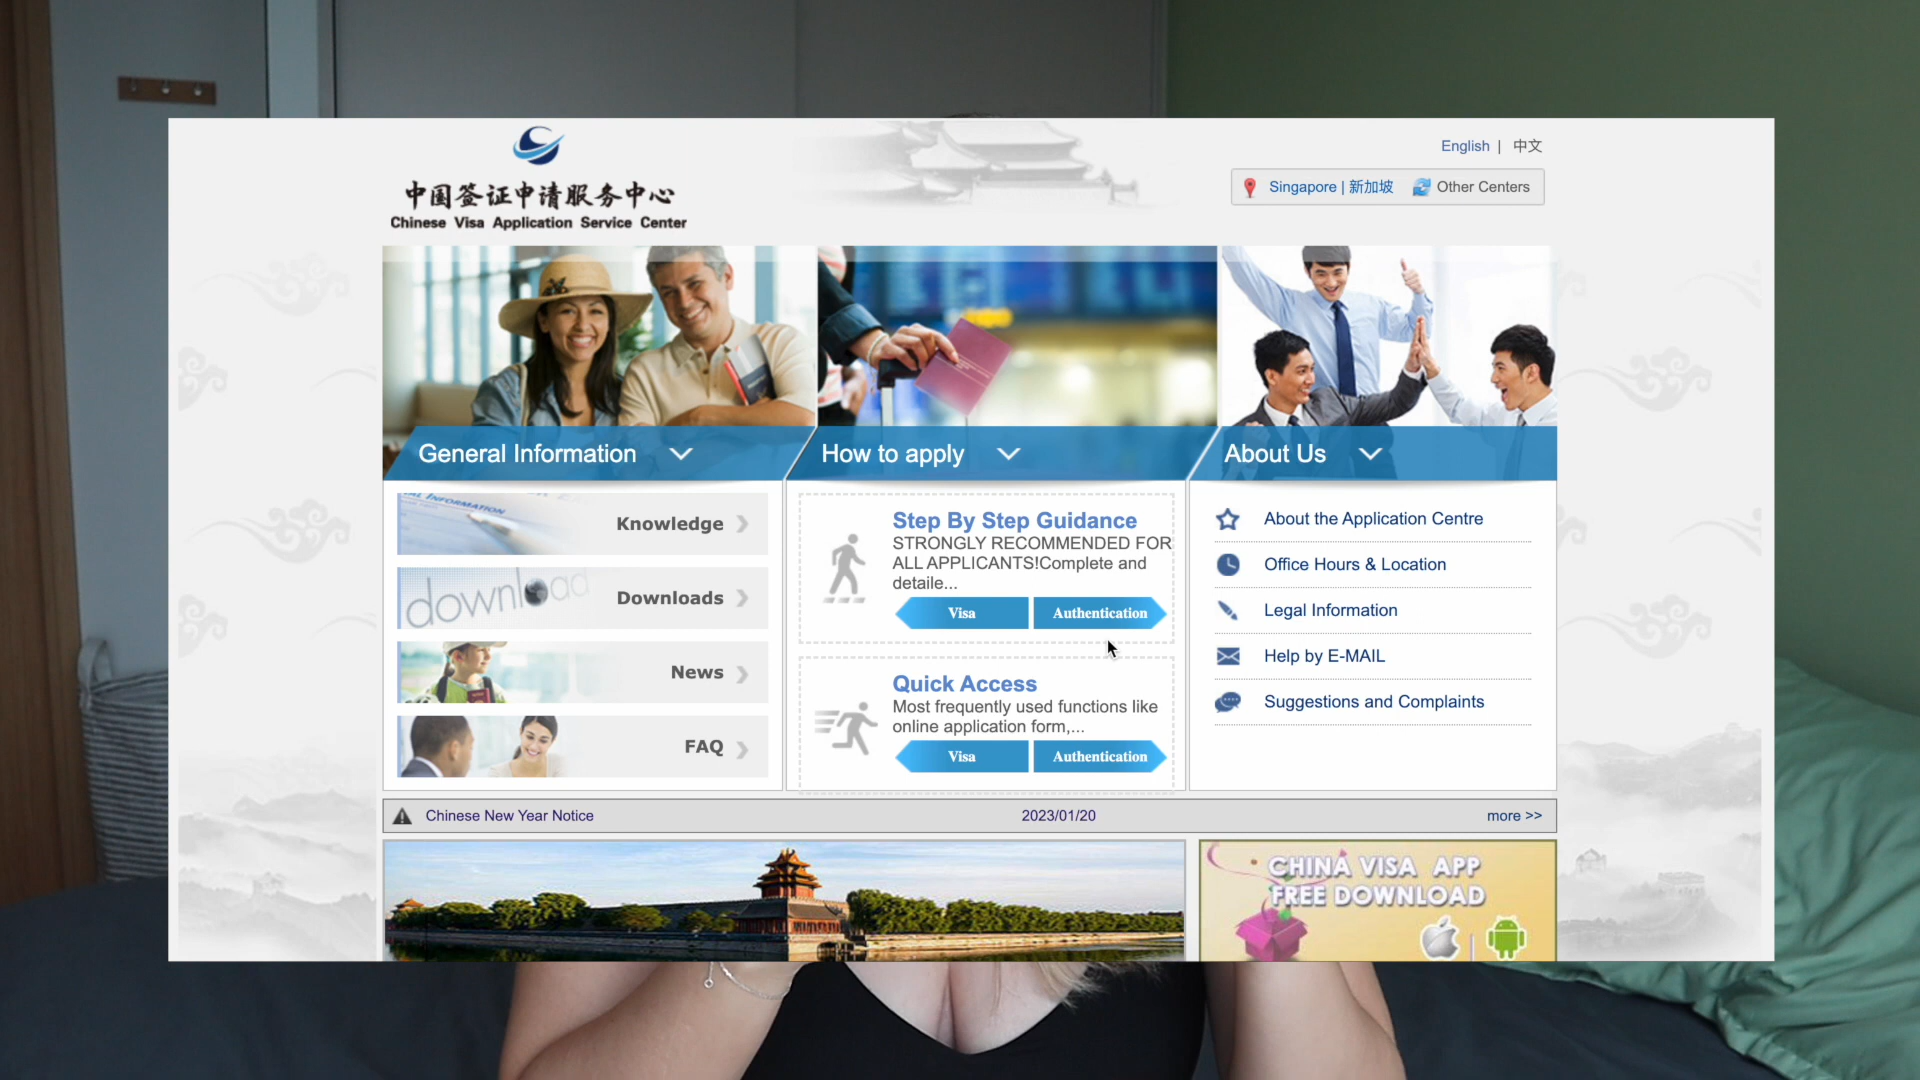 English | 中文
中国签证申请服务中心
Chinese Visa Application Service Center
Singapore | 新加坡 Other Centers
General Information
How to apply
About Us
Knowledge
Downloads
News
FAQ
Step By Step Guidance
STRONGLY RECOMMENDED FOR
ALL APPLICANTS!Complete and
detaile...
Visa Authentication
Quick Access
Most frequently used functions like
online application form,...
Visa Authentication
About the Application Centre
Office Hours & Location
Legal Information
Help by E-MAIL
Suggestions and Complaints
Chinese New Year Notice 2023/01/20 more >>
CHINA VISA APP
FREE DOWNLOAD
INFORMATION
download